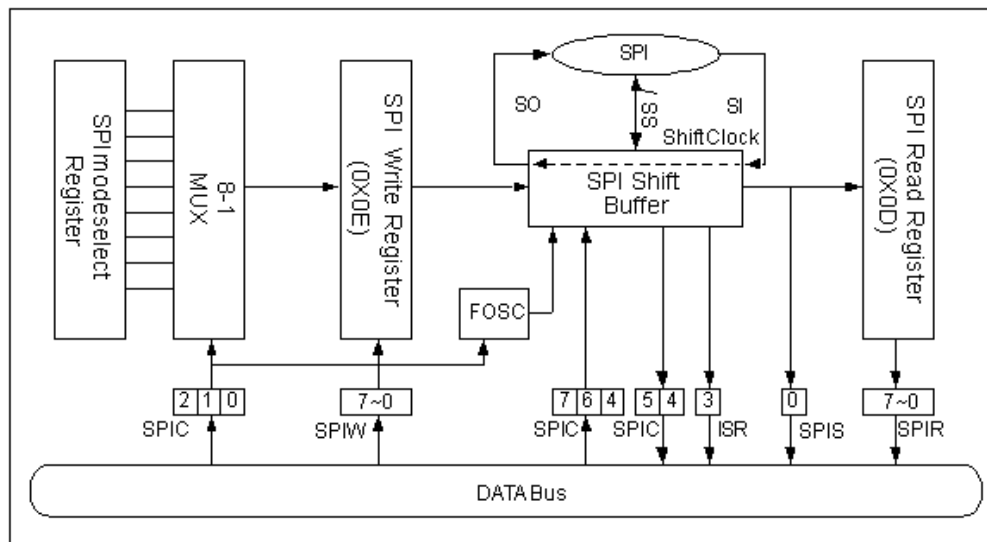 SPI
SO
/SS
SI
ShiftClock
SPImodeselect
Register
8-1
MUX
SPI Write Register
(0X0E)
SPI Shift
Buffer
SPI Read Register
(0X0D)
FOSC
2 1 0
7~0
7 6 4
5 4
3
0
7~0
SPIC
SPIW
SPIC
SPIC
ISR
SPIS
SPIR
DATA Bus